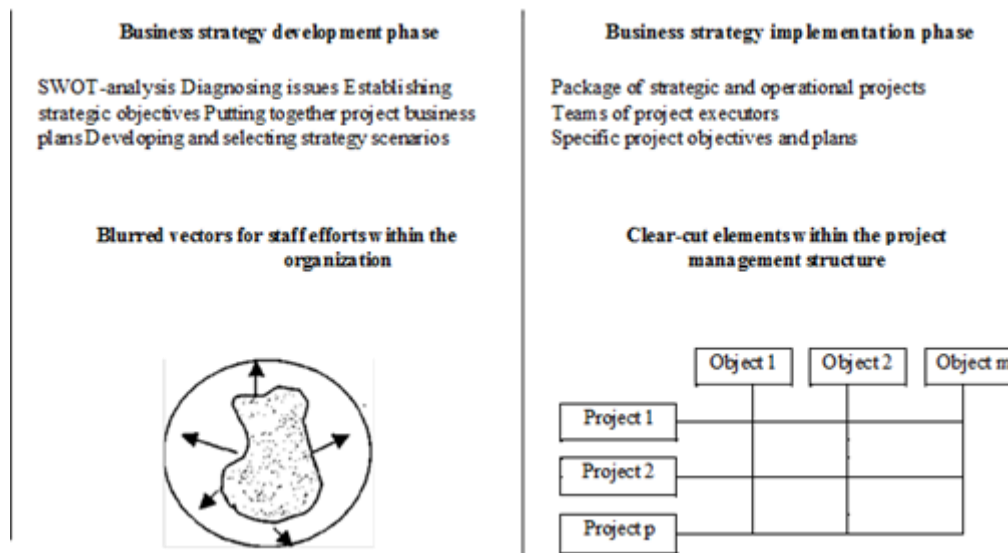 Business strategy development phase
SWOT-analysis Diagnosing issues Establishing
strategic objectives Putting together project business
plans Developing and selecting strategy scenarios
Blurred vectors for staff efforts within the
organization
Business strategy implementation phase
Package of strategic and operational projects
Teams of project executors
Specific project objectives and plans
Clear-cut elements within the project
management structure
Object 1
Object 2
Object m
Project 1
Project 2
Project p